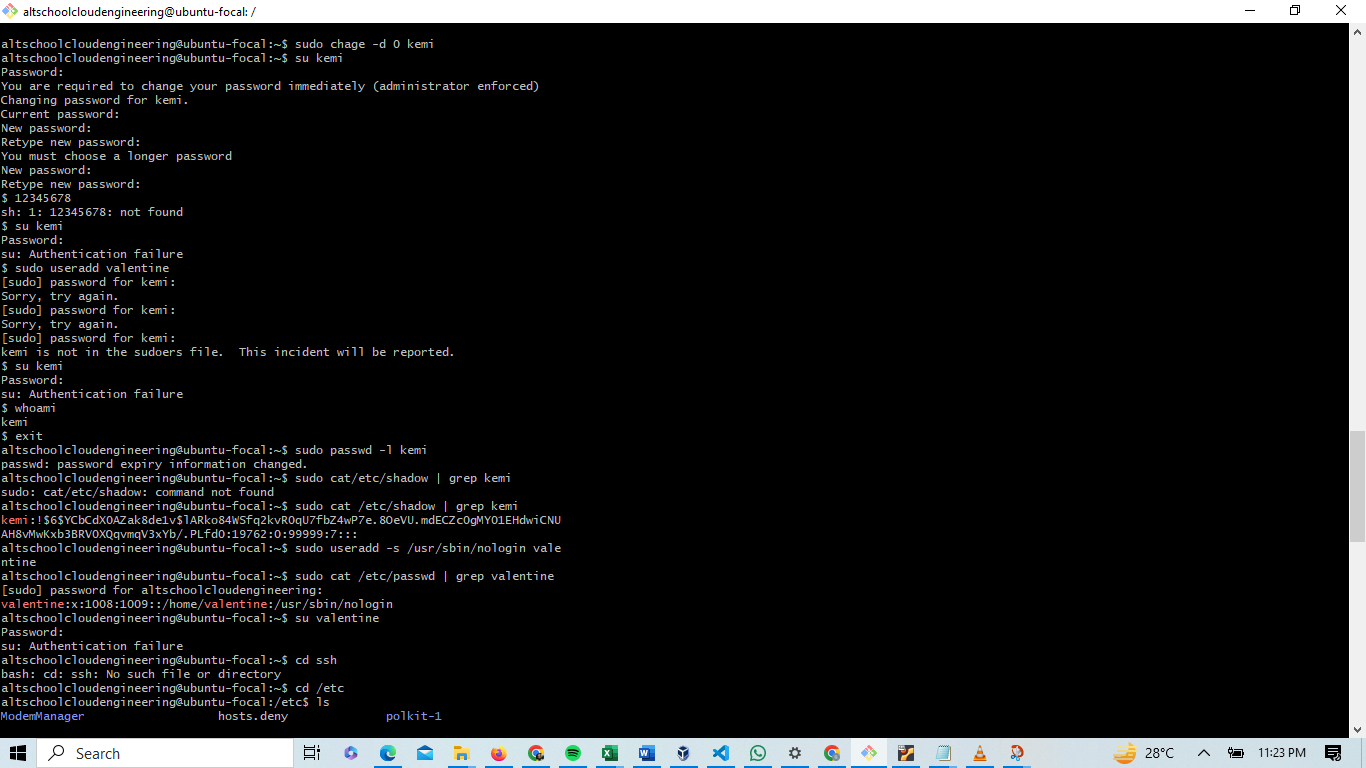 altschoolcloudengineering@ubuntu-focal: /
altschoolcloudengineering@ubuntu-focal:~$ sudo chage -d 0 kemi
altschoolcloudengineering@ubuntu-focal:~$ su kemi
Password:
You are required to change your password immediately (administrator enforced)
Changing password for kemi.
Current password:
New password:
Retype new password:
You must choose a longer password
New password:
Retype new password:
$ 12345678
sh: 1: 12345678: not found
$ su kemi
Password:
su: Authentication failure
$ sudo useradd valentine
[sudo] password for kemi:
Sorry, try again.
[sudo] password for kemi:
Sorry, try again.
[sudo] password for kemi:
kemi is not in the sudoers file.  This incident will be reported.
$ su kemi
Password:
su: Authentication failure
$ whoami
kemi
$ exit
altschoolcloudengineering@ubuntu-focal:~$ sudo passwd -l kemi
passwd: password expiry information changed.
altschoolcloudengineering@ubuntu-focal:~$ sudo cat/etc/shadow | grep kemi
sudo: cat/etc/shadow: command not found
altschoolcloudengineering@ubuntu-focal:~$ sudo cat /etc/shadow | grep kemi
kemi:!$6$YCbCdXOAZak8de1v$lARko84WSfq2kvROqU7fbZ4wP7e.8DeVU.mdECZcOgMYO1EHdwiCNU
AH8vMwKxb3BRVOXQqvmqV3xYb/.PLfdO:19762:0:99999:7:::
altschoolcloudengineering@ubuntu-focal:~$ sudo useradd -s /usr/sbin/nologin vale
ntine
altschoolcloudengineering@ubuntu-focal:~$ sudo cat /etc/passwd | grep valentine
[sudo] password for altschoolcloudengineering:
valentine:x:1008:1009::/home/valentine:/usr/sbin/nologin
altschoolcloudengineering@ubuntu-focal:~$ su valentine
Password:
su: Authentication failure
altschoolcloudengineering@ubuntu-focal:~$ cd ssh
bash: cd: ssh: No such file or directory
altschoolcloudengineering@ubuntu-focal:~$ cd /etc
altschoolcloudengineering@ubuntu-focal:/etc$ ls
ModemManager hosts.deny polkit-1
Search 28°C 11:23 PM